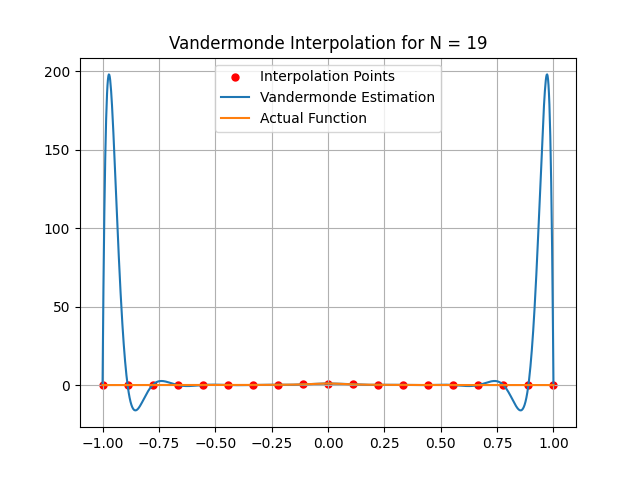 Vandermonde Interpolation for N = 19
Interpolation Points
Vandermonde Estimation
Actual Function
200
150
100
50
0
−1.00 −0.75 −0.50 −0.25 0.00 0.25 0.50 0.75 1.00